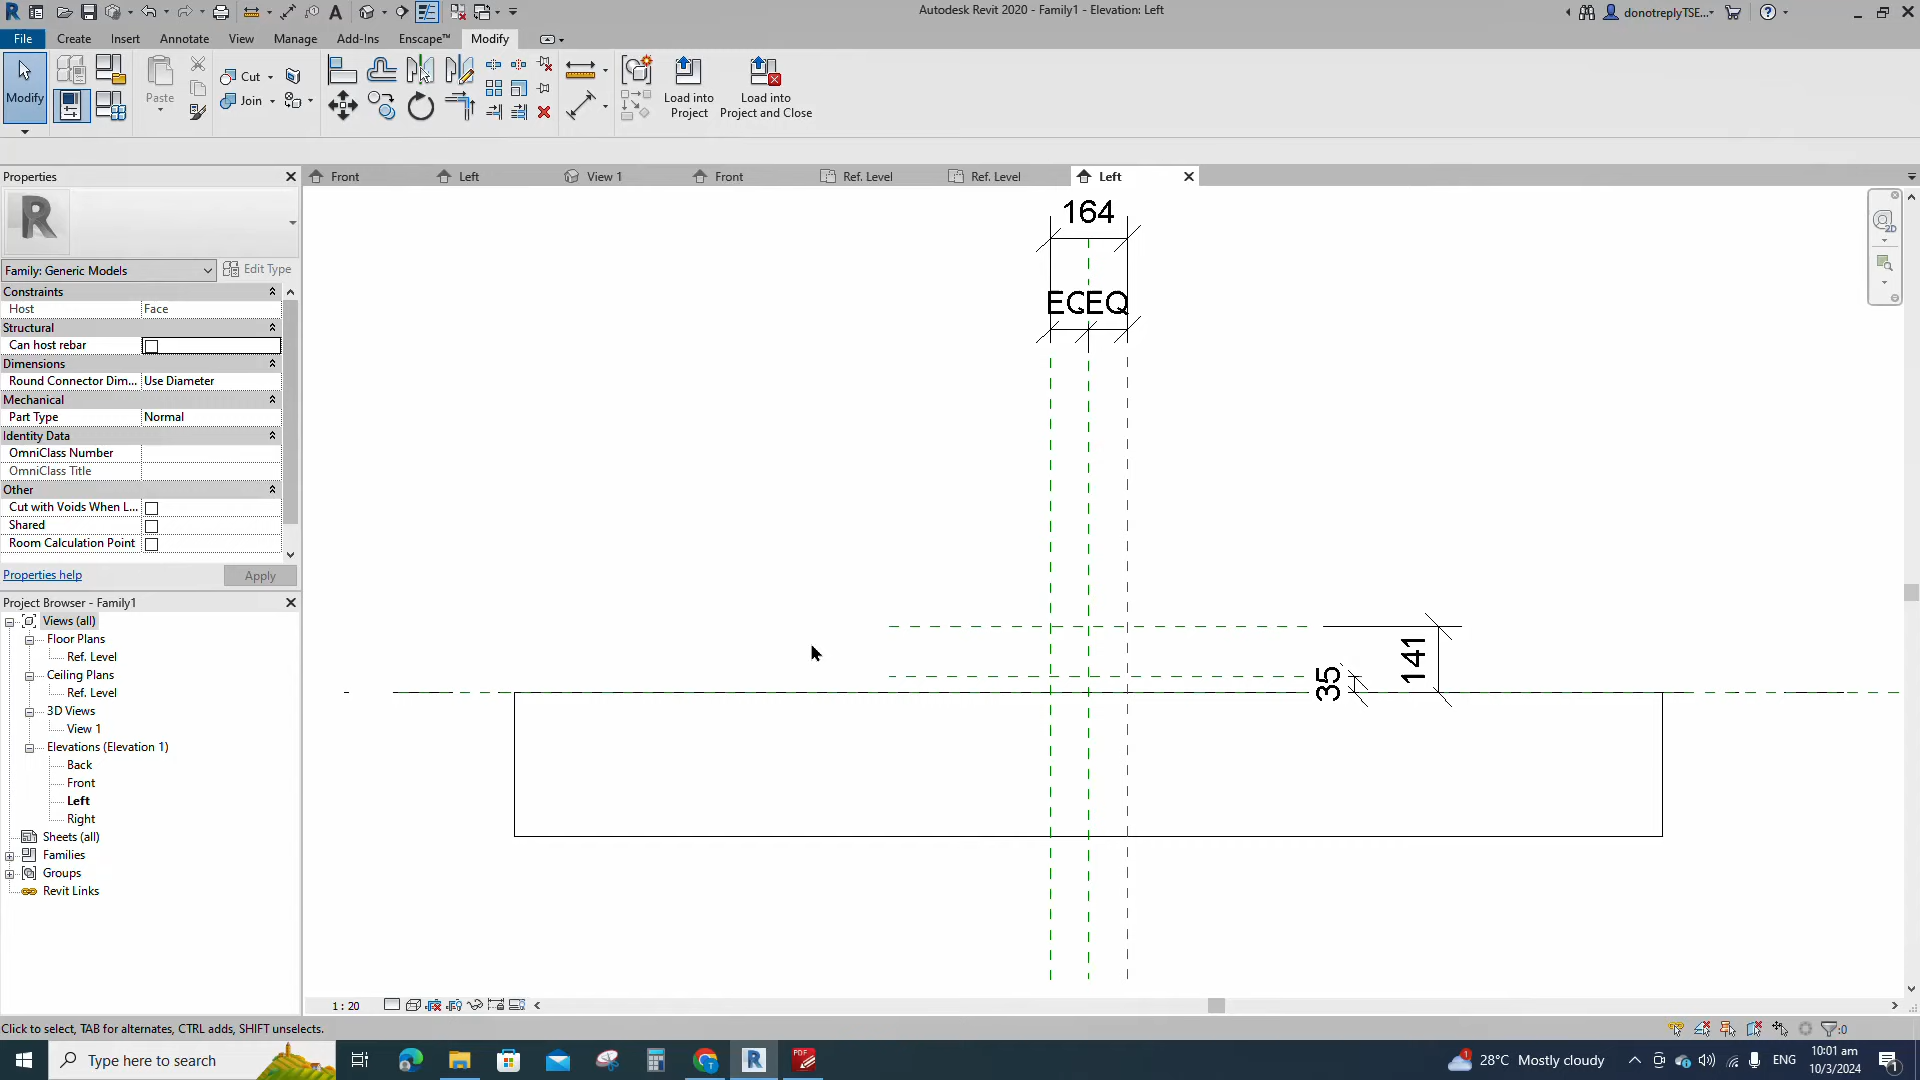 Autodesk Revit 2020 - Family1 - Elevation: Left
donotreplyTSE...
File
Create
Insert
Annotate
View
Manage
Add-Ins
Enscape™
Modify
Modify
Paste
Cut
Join
Load into
Project
Load into
Project and Close
Properties
Front
Left
View 1
Front
Ref. Level
Ref. Level
Left
Family: Generic Models
Edit Type
Constraints
Host
Face
Structural
Can host rebar
Dimensions
Round Connector Dim...
Use Diameter
Mechanical
Part Type
Normal
Identity Data
OmniClass Number
OmniClass Title
Other
Cut with Voids When L...
Shared
Room Calculation Point
Properties help
Apply
Project Browser - Family1
Views (all)
Floor Plans
Ref. Level
Ceiling Plans
Ref. Level
3D Views
View 1
Elevations (Elevation 1)
Back
Front
Left
Right
Sheets (all)
Families
Groups
Revit Links
2D
164
EQ
EQ
141
35
1 : 20
Click to select, TAB for alternates, CTRL adds, SHIFT unselects.
:0
Type here to search
PDF
1
28°C Mostly cloudy
ENG
10:01 am
10/3/2024
1